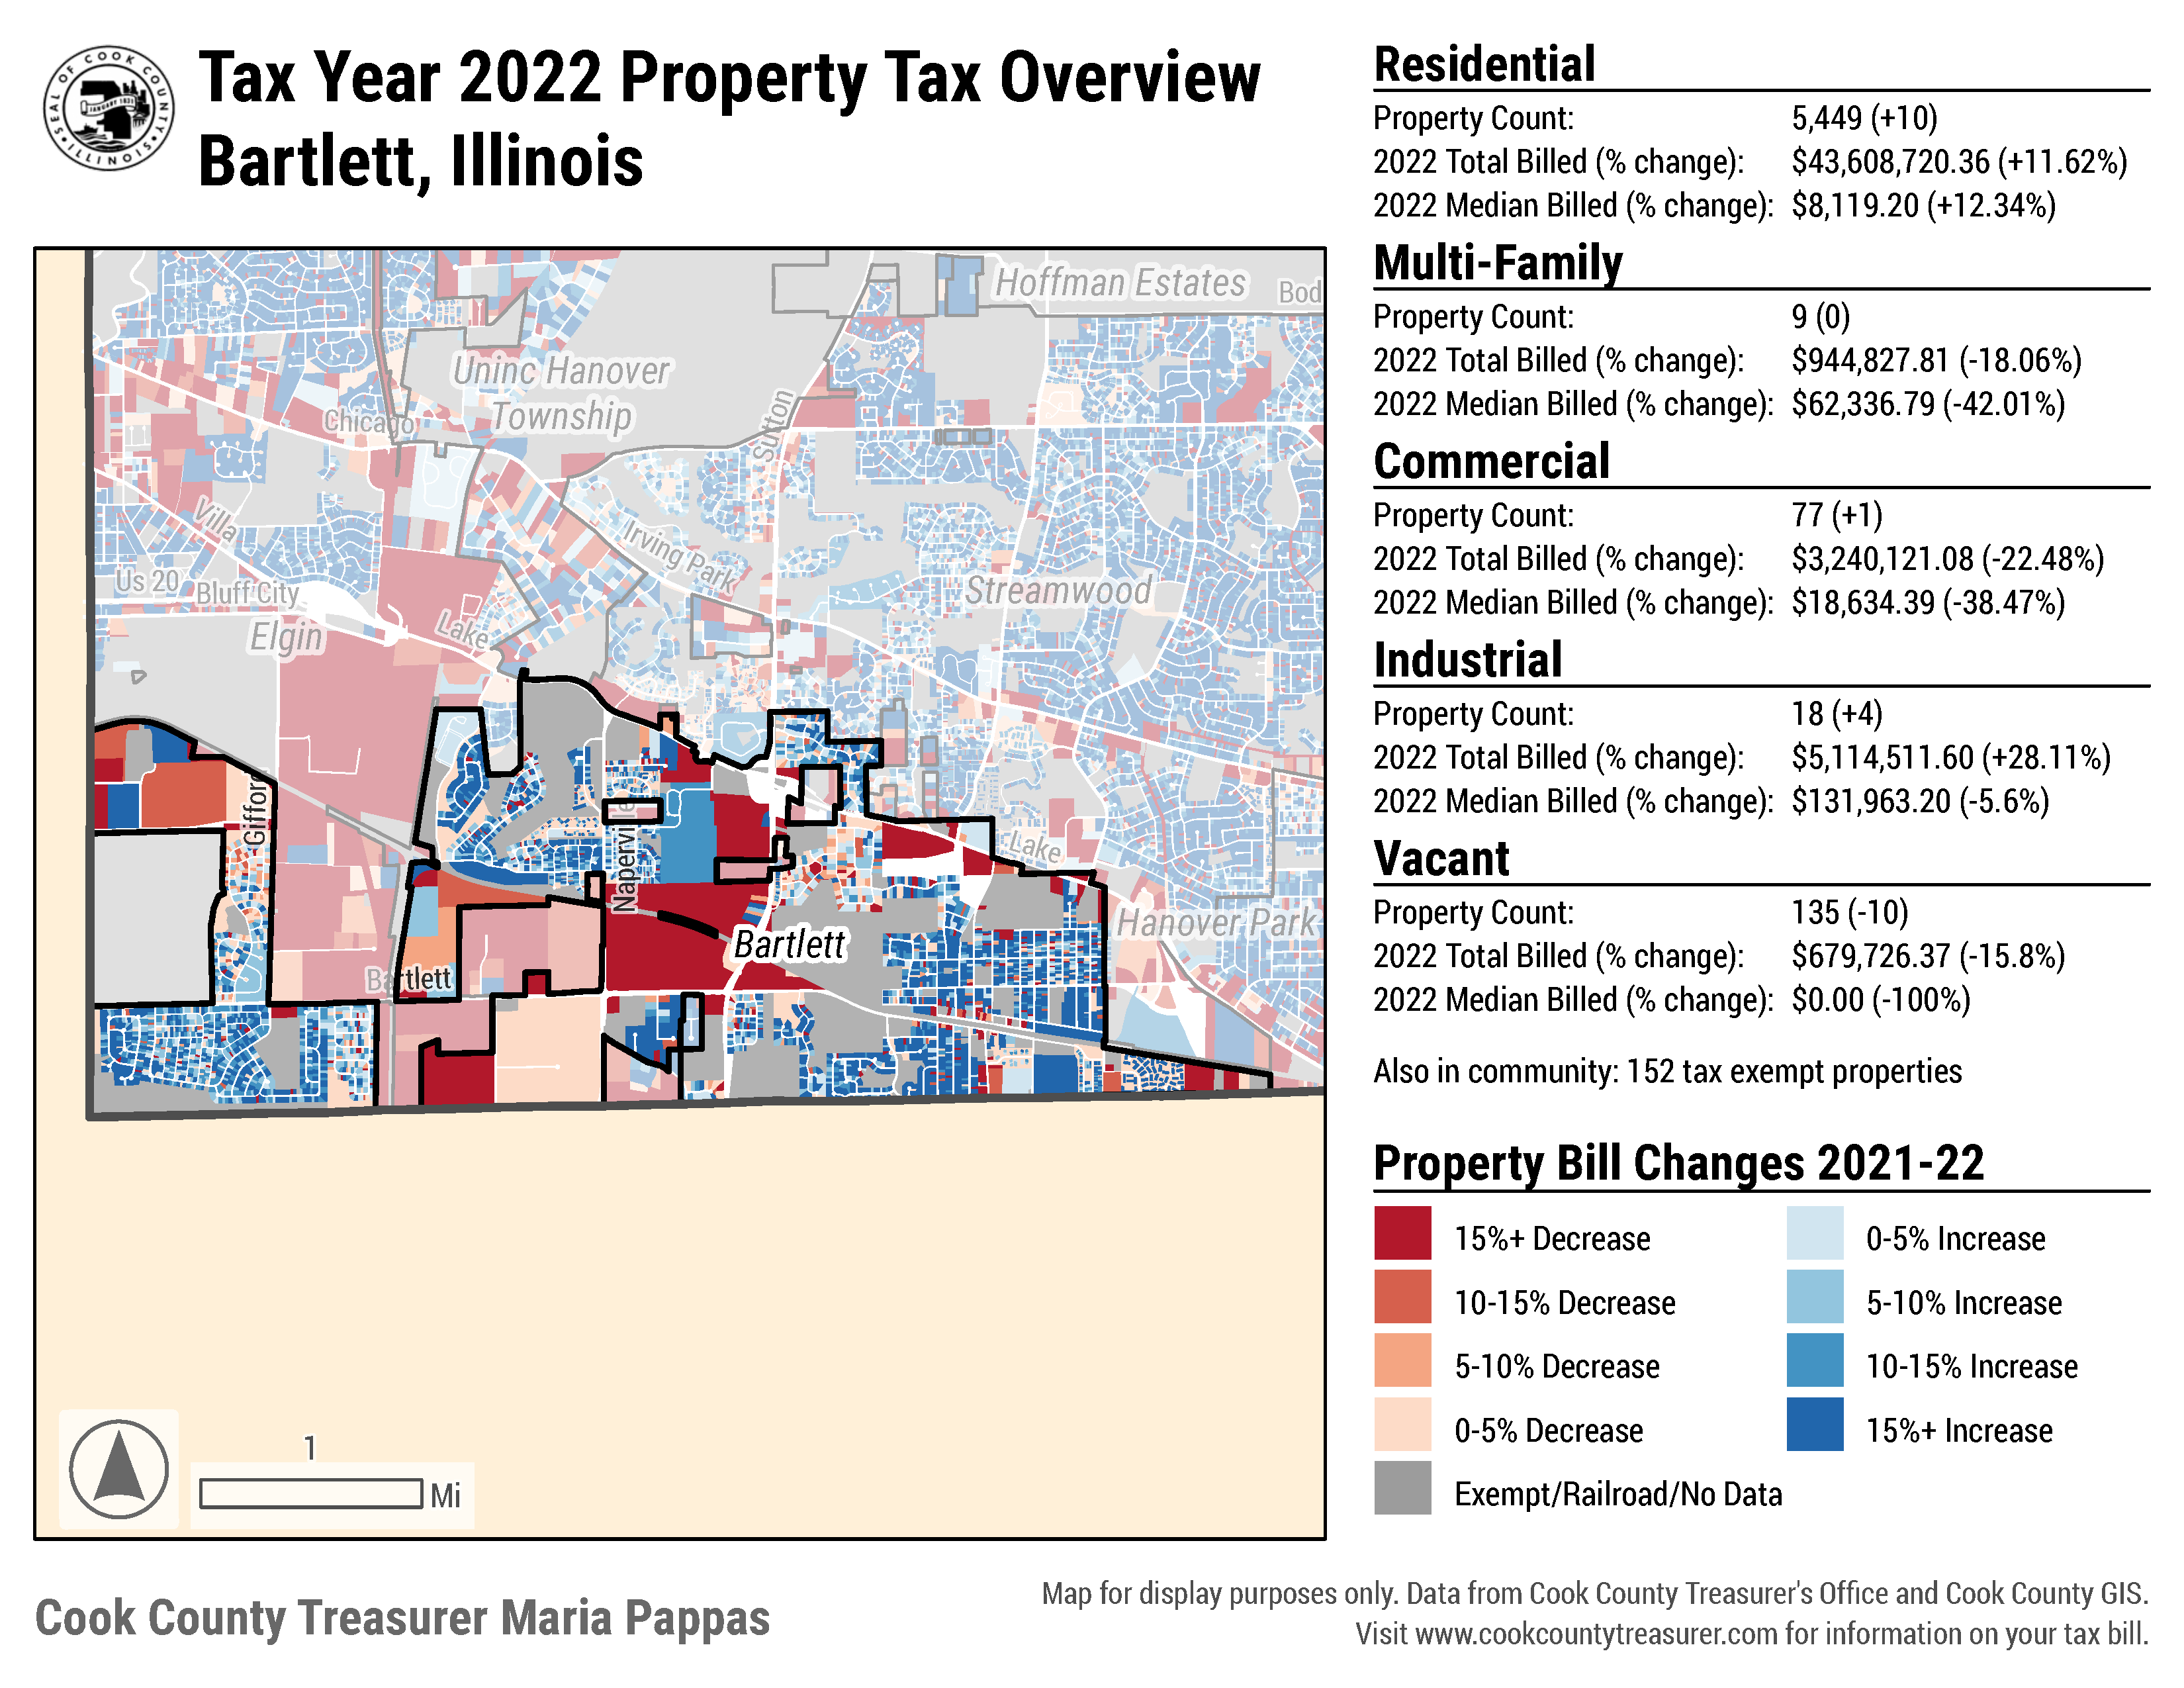 SEAL OF COOK COUNTY
ILLINOIS
JANUARY 1831
Tax Year 2022 Property Tax Overview
Bartlett, Illinois
Hoffman Estates
Bod
Uninc Hanover
Township
Chicago
Sutton
Villa
Irving Park
Us 20
Bluff City
Streamwood
Elgin
Lake
Gifford
Naperville
Lake
Hanover Park
Bartlett
Bartlett
1
Mi
Residential
Property Count: 5,449 (+10)
2022 Total Billed (% change): $43,608,720.36 (+11.62%)
2022 Median Billed (% change): $8,119.20 (+12.34%)
Multi-Family
Property Count: 9 (0)
2022 Total Billed (% change): $944,827.81 (-18.06%)
2022 Median Billed (% change): $62,336.79 (-42.01%)
Commercial
Property Count: 77 (+1)
2022 Total Billed (% change): $3,240,121.08 (-22.48%)
2022 Median Billed (% change): $18,634.39 (-38.47%)
Industrial
Property Count: 18 (+4)
2022 Total Billed (% change): $5,114,511.60 (+28.11%)
2022 Median Billed (% change): $131,963.20 (-5.6%)
Vacant
Property Count: 135 (-10)
2022 Total Billed (% change): $679,726.37 (-15.8%)
2022 Median Billed (% change): $0.00 (-100%)
Also in community: 152 tax exempt properties
Property Bill Changes 2021-22
15%+ Decrease
10-15% Decrease
5-10% Decrease
0-5% Decrease
Exempt/Railroad/No Data
0-5% Increase
5-10% Increase
10-15% Increase
15%+ Increase
Cook County Treasurer Maria Pappas
Map for display purposes only. Data from Cook County Treasurer's Office and Cook County GIS.
Visit www.cookcountytreasurer.com for information on your tax bill.